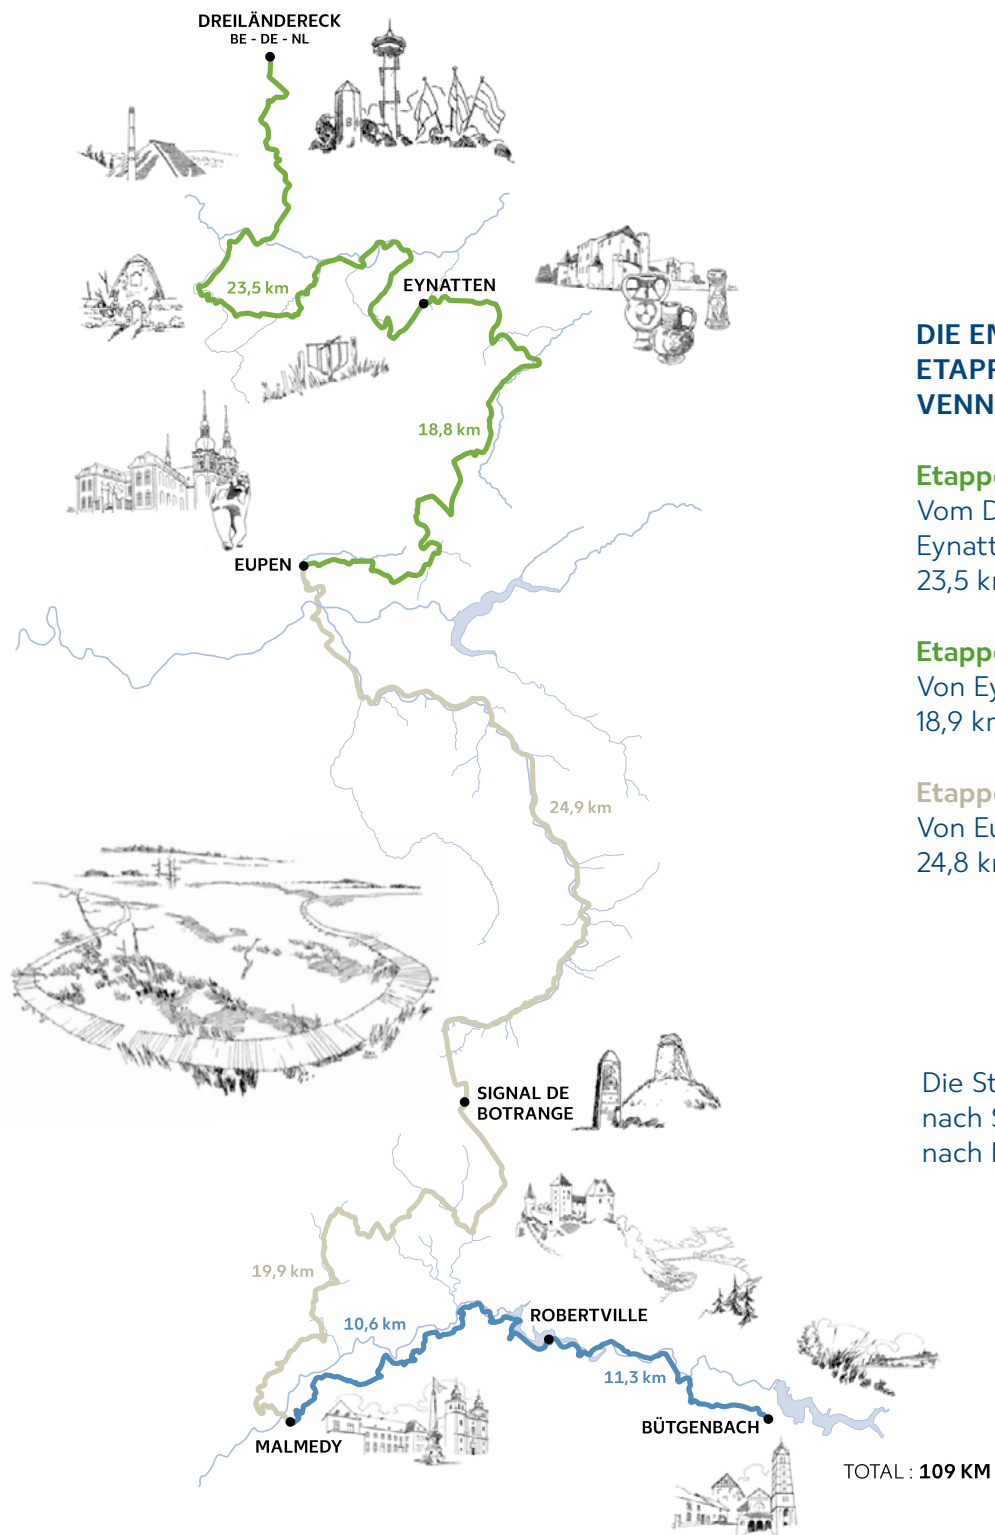 DREILÄNDERECK
BE - DE - NL
23,5 km
EYNATTEN
18,8 km
EUPEN
24,9 km
SIGNAL DE
BOTRANGE
19,9 km
10,6 km
ROBERTVILLE
11,3 km
MALMEDY
BÜTGENBACH
TOTAL : 109 KM
DIE
ETAPP
VENN
Etapp
Vom D
Eynatt
23,5 k
Etapp
Von Ey
18,9 k
Etapp
Von Eu
24,8 k
Die St
nach S
nach